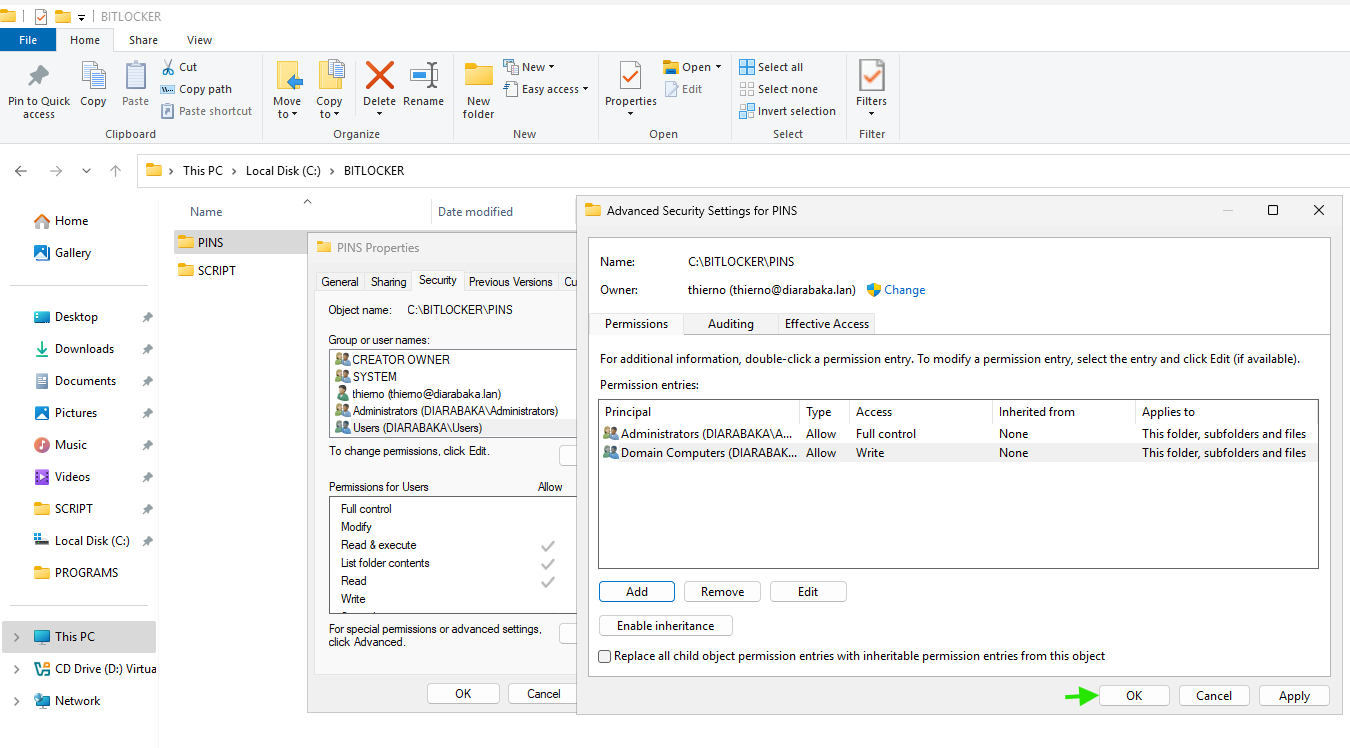 BITLOCKER
File Home Share View
Pin to Quick access
Copy
Paste
Cut
Copy path
Paste shortcut
Clipboard
Move to
Copy to
Delete
Rename
Organize
New folder
New
Easy access
New
Properties
Open
Edit
Open
Select all
Select none
Invert selection
Select
Filters
Filter
This PC > Local Disk (C:) > BITLOCKER
Home
Gallery
Desktop
Downloads
Documents
Pictures
Music
Videos
SCRIPT
Local Disk (C:)
PROGRAMS
This PC
CD Drive (D:) Virtua
Network
Name Date modified
PINS
SCRIPT
PINS Properties
General Sharing Security Previous Versions Cu
Object name: C:\BITLOCKER\PINS
Group or user names:
CREATOR OWNER
SYSTEM
thierno (thierno@diarabaka.lan)
Administrators (DIARABAKA\Administrators)
Users (DIARABAKA\Users)
To change permissions, click Edit.
Permissions for Users Allow
Full control
Modify
Read & execute
List folder contents
Read
Write
For special permissions or advanced settings,
click Advanced.
OK Cancel
Advanced Security Settings for PINS
Name: C:\BITLOCKER\PINS
Owner: thierno (thierno@diarabaka.lan) Change
Permissions Auditing Effective Access
For additional information, double-click a permission entry. To modify a permission entry, select the entry and click Edit (if available).
Permission entries:
Principal Type Access Inherited from Applies to
Administrators (DIARABAKA\A... Allow Full control None This folder, subfolders and files
Domain Computers (DIARABAK... Allow Write None This folder, subfolders and files
Add Remove Edit
Enable inheritance
Replace all child object permission entries with inheritable permission entries from this object
OK Cancel Apply